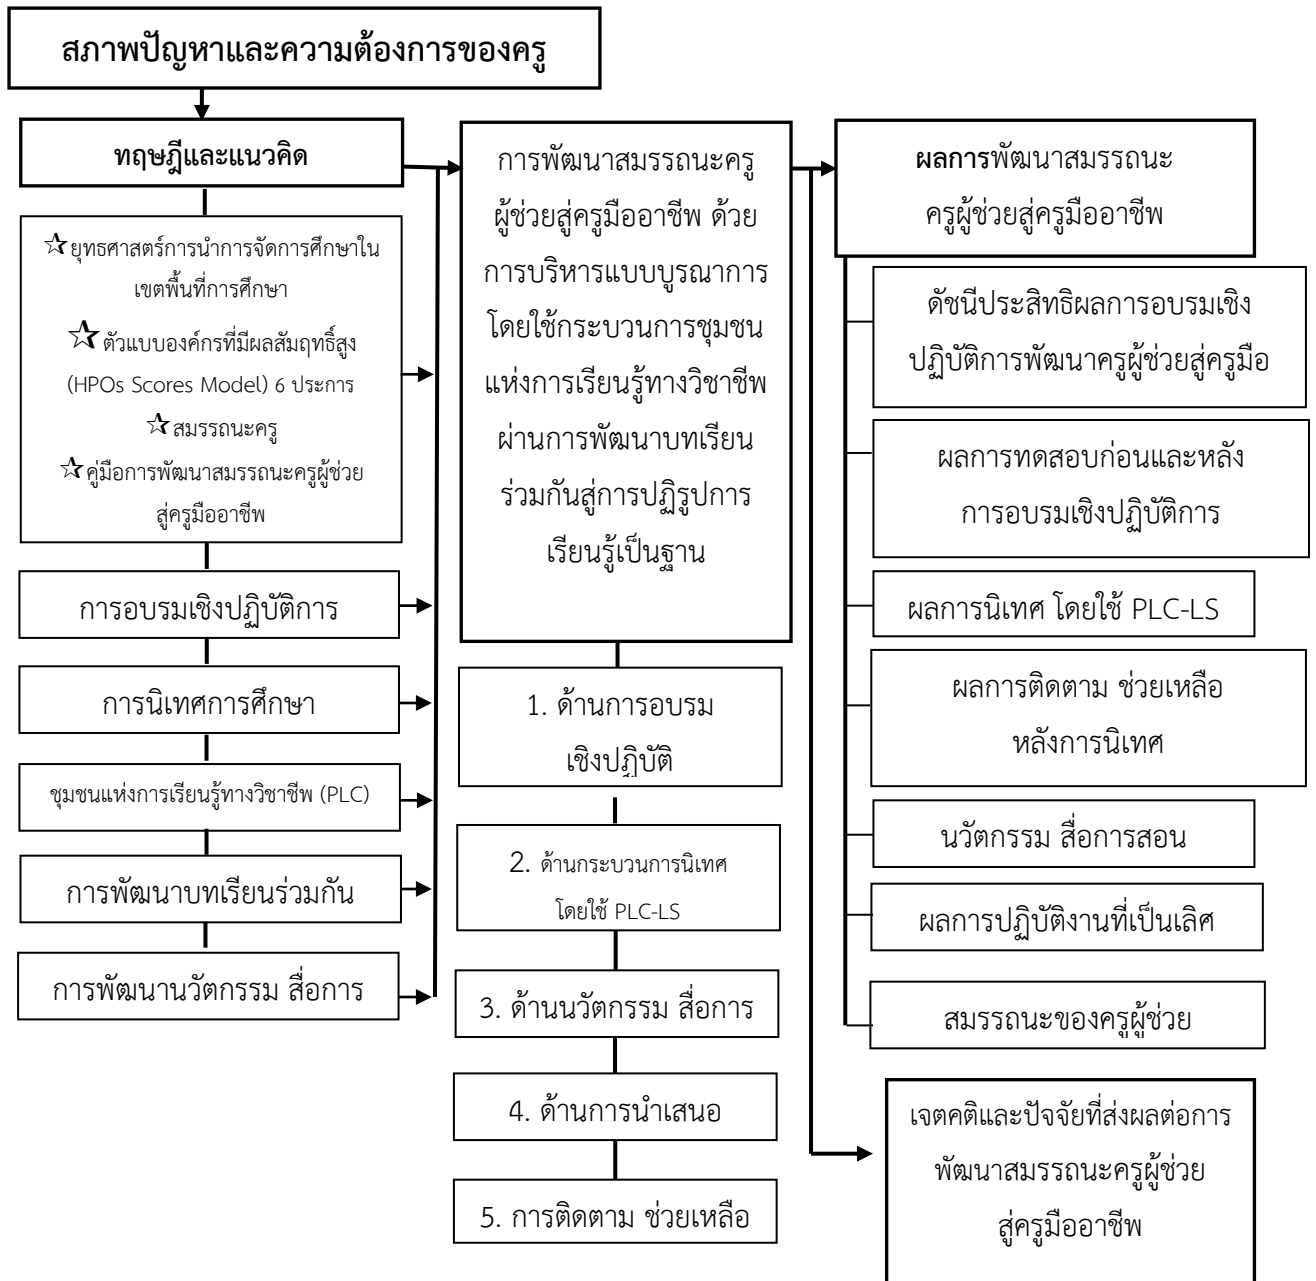 สภาพปัญหาและความต้องการของครู
ทฤษฎีและแนวคิด
☆ยุทธศาสตร์การนำการจัดการศึกษาใน
เขตพื้นที่การศึกษา
☆ตัวแบบองค์กรที่มีผลสัมฤทธิ์สูง
(HPOs Scores Model) 6 ประการ
☆สมรรถนะครู
☆คู่มือการพัฒนาสมรรถนะครูผู้ช่วย
สู่ครูมืออาชีพ
การอบรมเชิงปฏิบัติการ
การนิเทศการศึกษา
ชุมชนแห่งการเรียนรู้ทางวิชาชีพ (PLC)
การพัฒนาบทเรียนร่วมกัน
การพัฒนานวัตกรรม สื่อการ
การพัฒนาสมรรถนะครู
ผู้ช่วยสู่ครูมืออาชีพ ด้วย
การบริหารแบบบูรณาการ
โดยใช้กระบวนการชุมชน
แห่งการเรียนรู้ทางวิชาชีพ
ผ่านการพัฒนาบทเรียน
ร่วมกันสู่การปฏิรูปการ
เรียนรู้เป็นฐาน
1. ด้านการอบรม
เชิงปฏิบัติ
2. ด้านกระบวนการนิเทศ
โดยใช้ PLC-LS
3. ด้านนวัตกรรม สื่อการ
4. ด้านการนำเสนอ
5. การติดตาม ช่วยเหลือ
ผลการพัฒนาสมรรถนะ
ครูผู้ช่วยสู่ครูมืออาชีพ
ดัชนีประสิทธิผลการอบรมเชิง
ปฏิบัติการพัฒนาครูผู้ช่วยสู่ครูมือ
ผลการทดสอบก่อนและหลัง
การอบรมเชิงปฏิบัติการ
ผลการนิเทศ โดยใช้ PLC-LS
ผลการติดตาม ช่วยเหลือ
หลังการนิเทศ
นวัตกรรม สื่อการสอน
ผลการปฏิบัติงานที่เป็นเลิศ
สมรรถนะของครูผู้ช่วย
เจตคติและปัจจัยที่ส่งผลต่อการ
พัฒนาสมรรถนะครูผู้ช่วย
สู่ครูมืออาชีพ